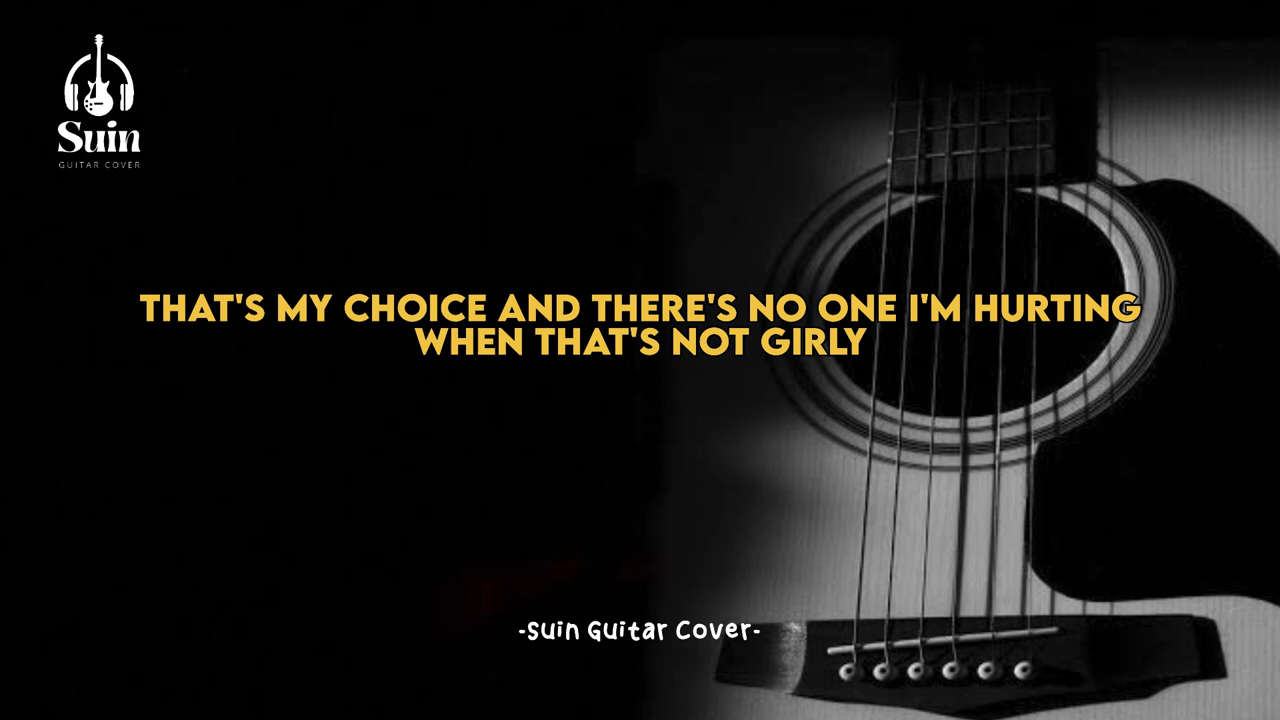 Suin
GUITAR COVER
THAT'S MY CHOICE AND THERE'S NO ONE I'M HURTING
WHEN THAT'S NOT GIRLY
-Suin Guitar Cover-